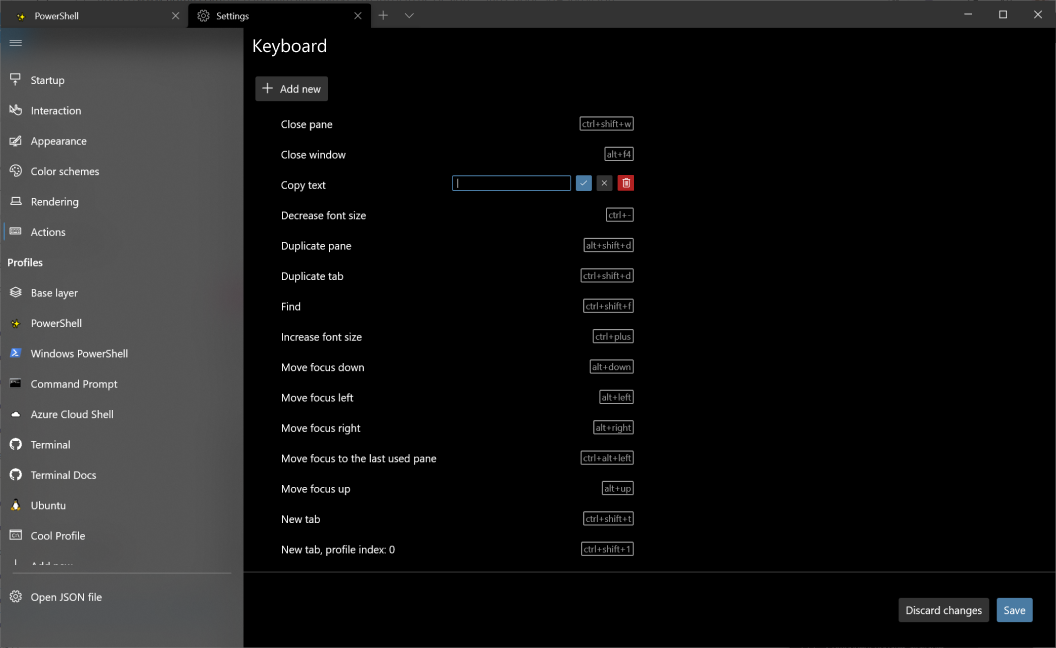 PowerShell
Settings
Startup
Interaction
Appearance
Color schemes
Rendering
Actions
Profiles
Base layer
PowerShell
Windows PowerShell
Command Prompt
Azure Cloud Shell
Terminal
Terminal Docs
Ubuntu
Cool Profile
Add new
Open JSON file
Keyboard
Add new
Close pane ctrl+shift+w
Close window alt+f4
Copy text
Decrease font size ctrl+-
Duplicate pane alt+shift+d
Duplicate tab ctrl+shift+d
Find ctrl+shift+f
Increase font size ctrl+plus
Move focus down alt+down
Move focus left alt+left
Move focus right alt+right
Move focus to the last used pane ctrl+alt+left
Move focus up alt+up
New tab ctrl+shift+t
New tab, profile index: 0 ctrl+shift+1
Discard changes Save